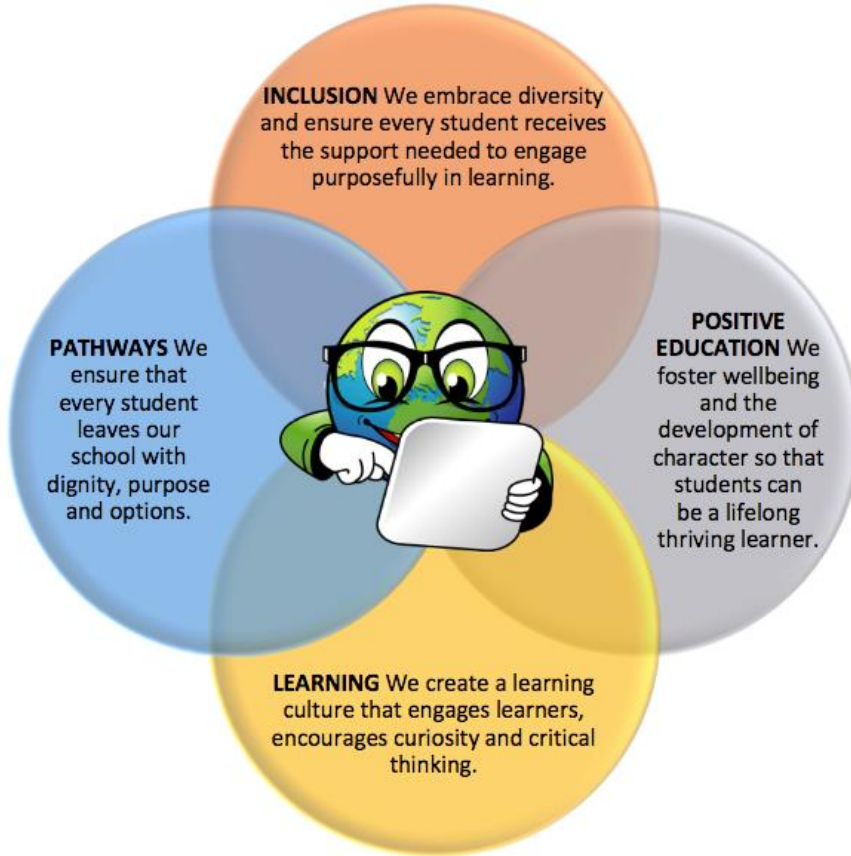 INCLUSION We embrace diversity
and ensure every student receives
the support needed to engage
purposefully in learning.
PATHWAYS We
ensure that
every student
leaves our
school with
dignity, purpose
and options.
POSITIVE
EDUCATION We
foster wellbeing
and the
development of
character so that
students can
be a lifelong
thriving learner.
LEARNING We create a learning
culture that engages learners,
encourages curiosity and critical
thinking.